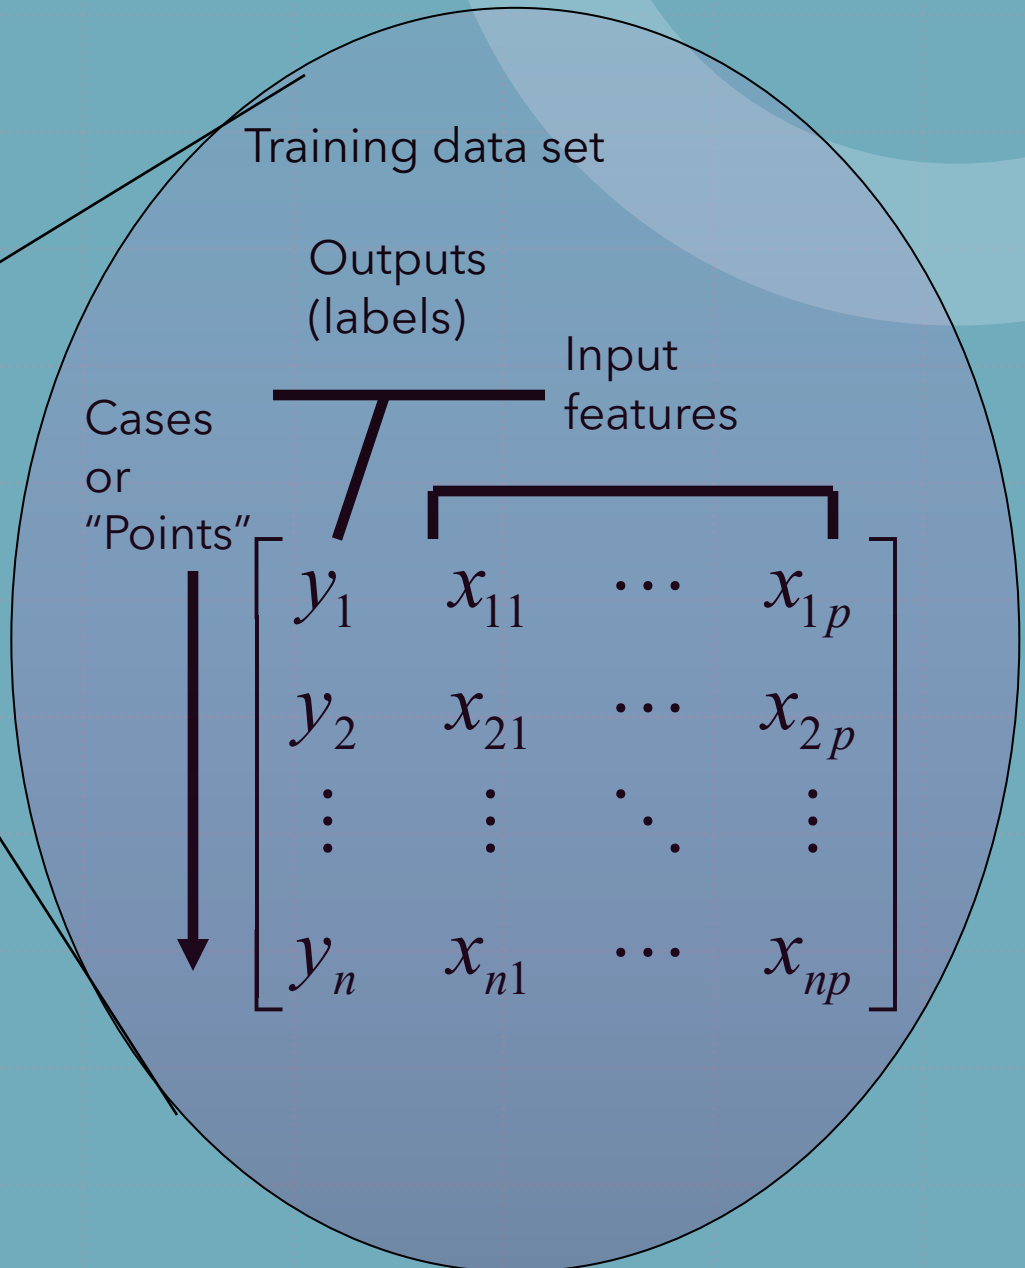 Training data set
Outputs
(labels)
Input
features
Cases
or
“Points”
y₁ x₁₁ ⋯ x₁ₚ
y₂ x₂₁ ⋯ x₂ₚ
⋮ ⋮ ⋱ ⋮
yₙ xₙ₁ ⋯ xₙₚ